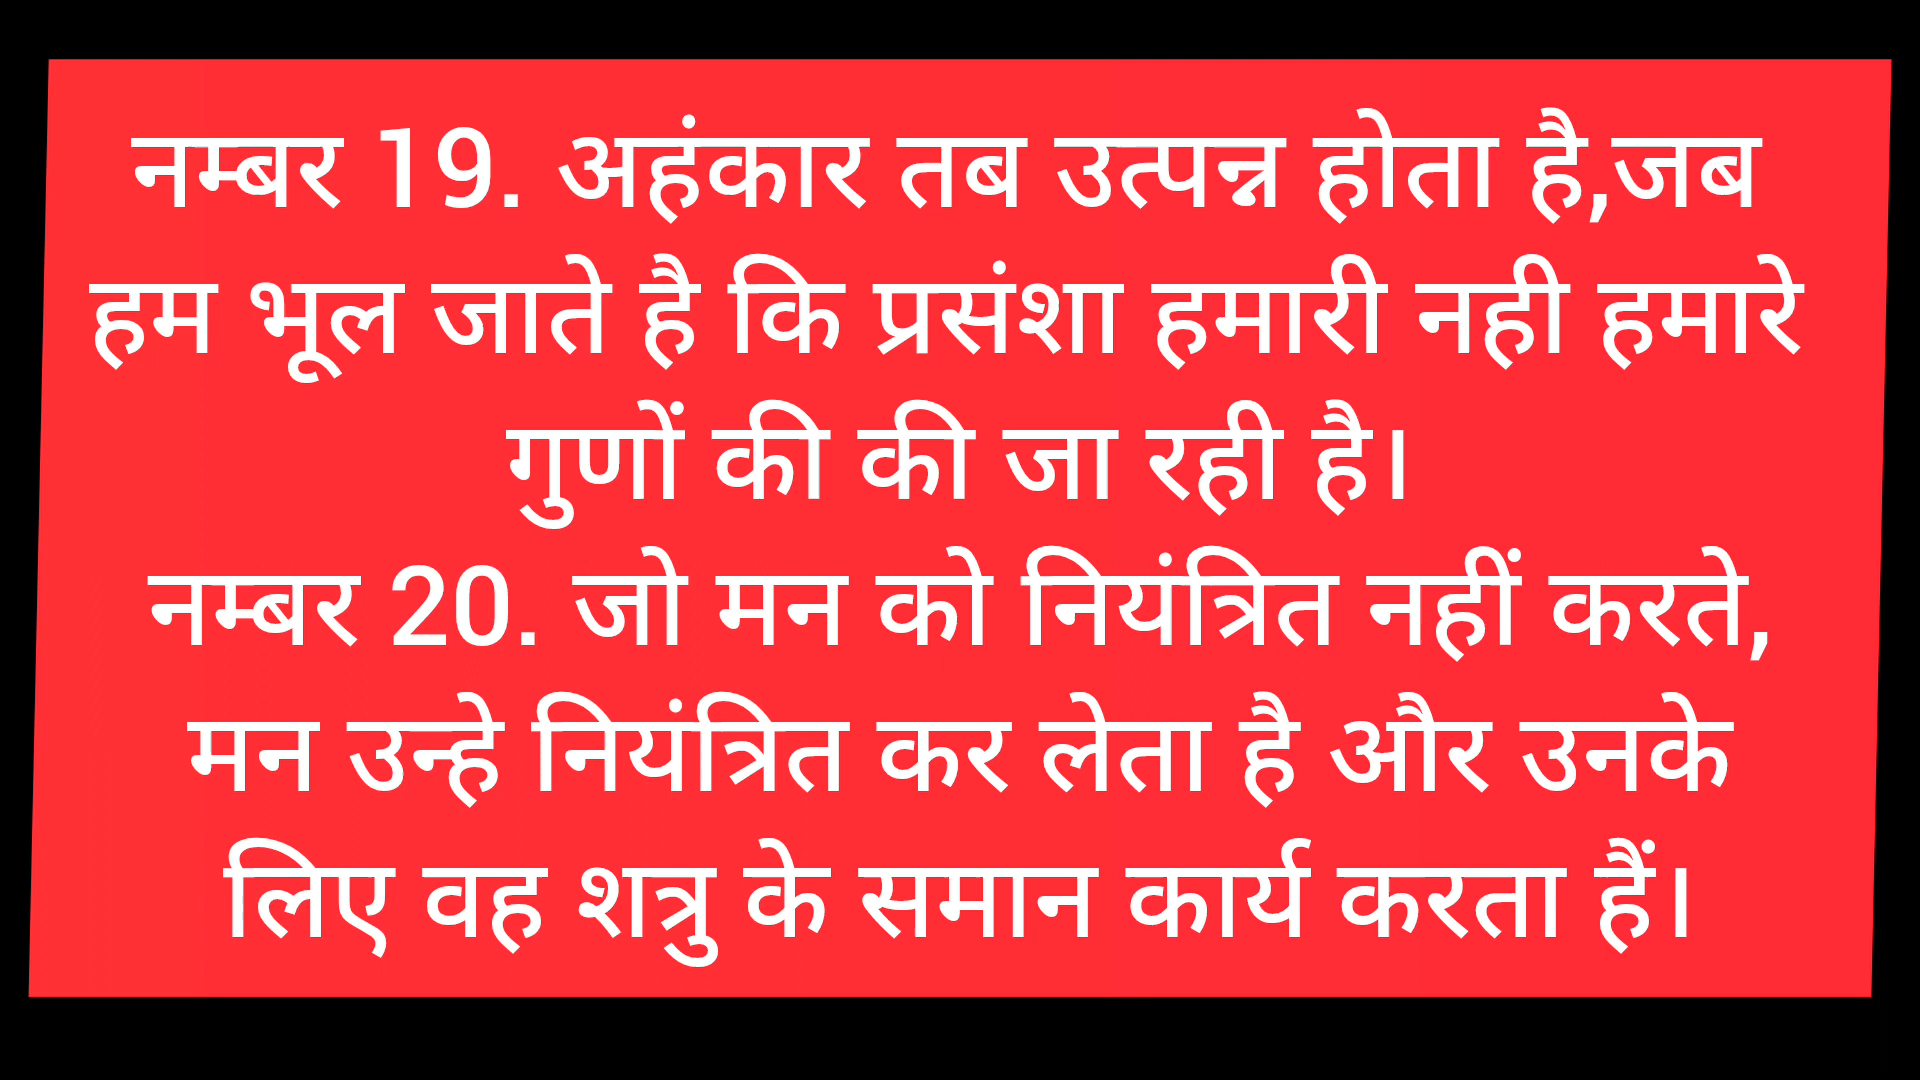 नम्बर 19. अहंकार तब उत्पन्न होता है,जब
हम भूल जाते है कि प्रसंशा हमारी नही हमारे
गुणों की की जा रही है।
नम्बर 20. जो मन को नियंत्रित नहीं करते,
मन उन्हे नियंत्रित कर लेता है और उनके
लिए वह शत्रु के समान कार्य करता हैं।